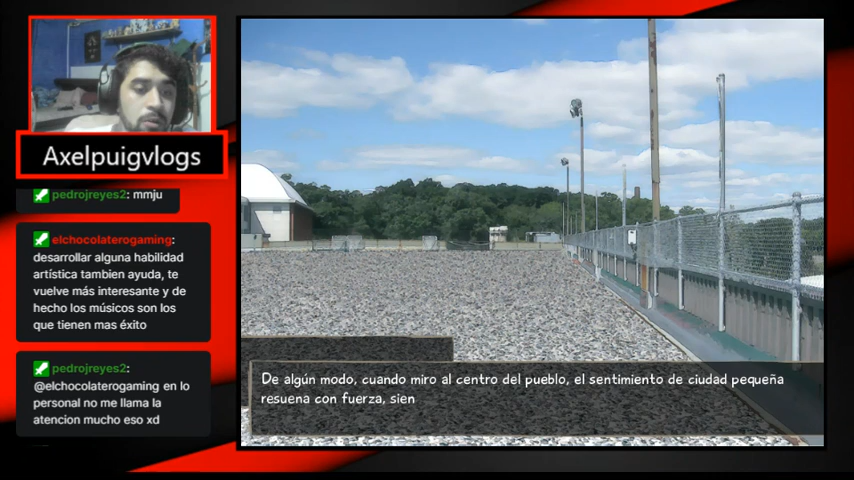 Axelpuigvlogs
pedrojreyes2: mmju
elchocolaterogaming:
desarrollar alguna habilidad
artística tambien ayuda, te
vuelve más interesante y de
hecho los músicos son los
que tienen mas éxito
pedrojreyes2:
@elchocolaterogaming en lo
personal no me llama la
atencion mucho eso xd
De algún modo, cuando miro al centro del pueblo, el sentimiento de ciudad pequeña
resuena con fuerza, sien